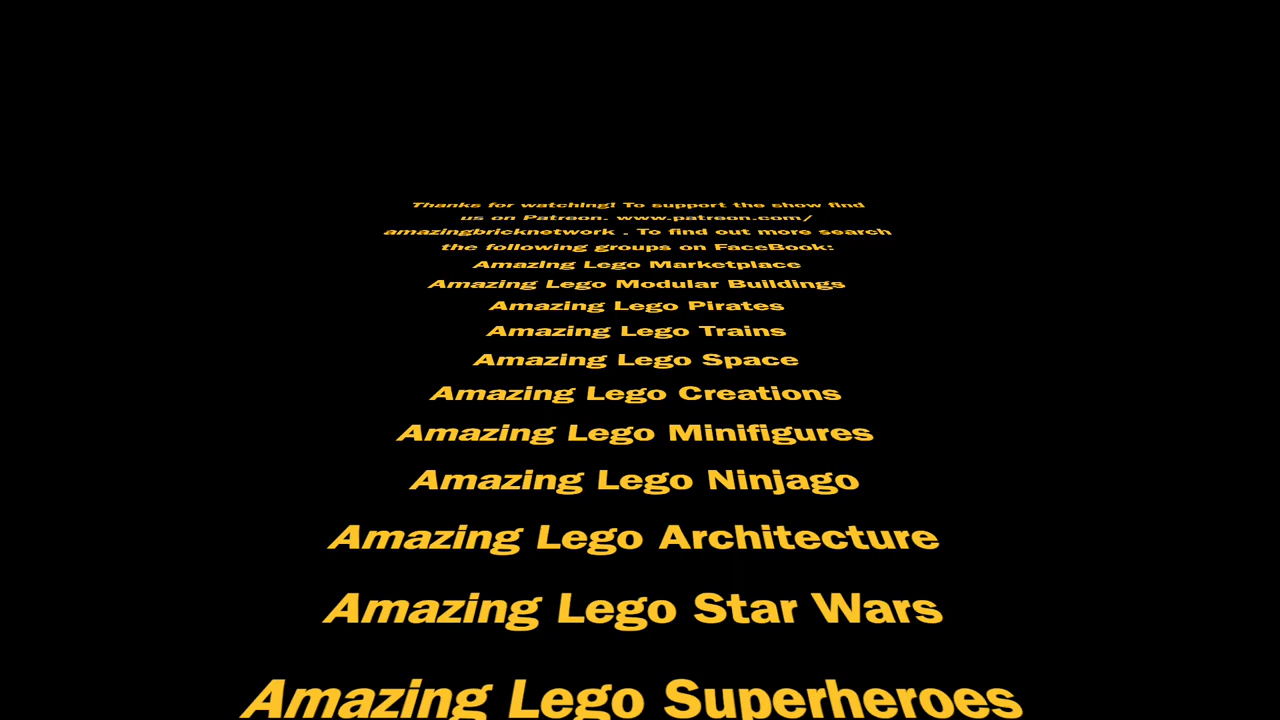 Thanks for watching! To support the show find
us on Patreon. www.patreon.com/
amazingbricknetwork . To find out more search
the following groups on FaceBook:
Amazing Lego Marketplace
Amazing Lego Modular Buildings
Amazing Lego Pirates
Amazing Lego Trains
Amazing Lego Space
Amazing Lego Creations
Amazing Lego Minifigures
Amazing Lego Ninjago
Amazing Lego Architecture
Amazing Lego Star Wars
Amazing Lego Superheroes